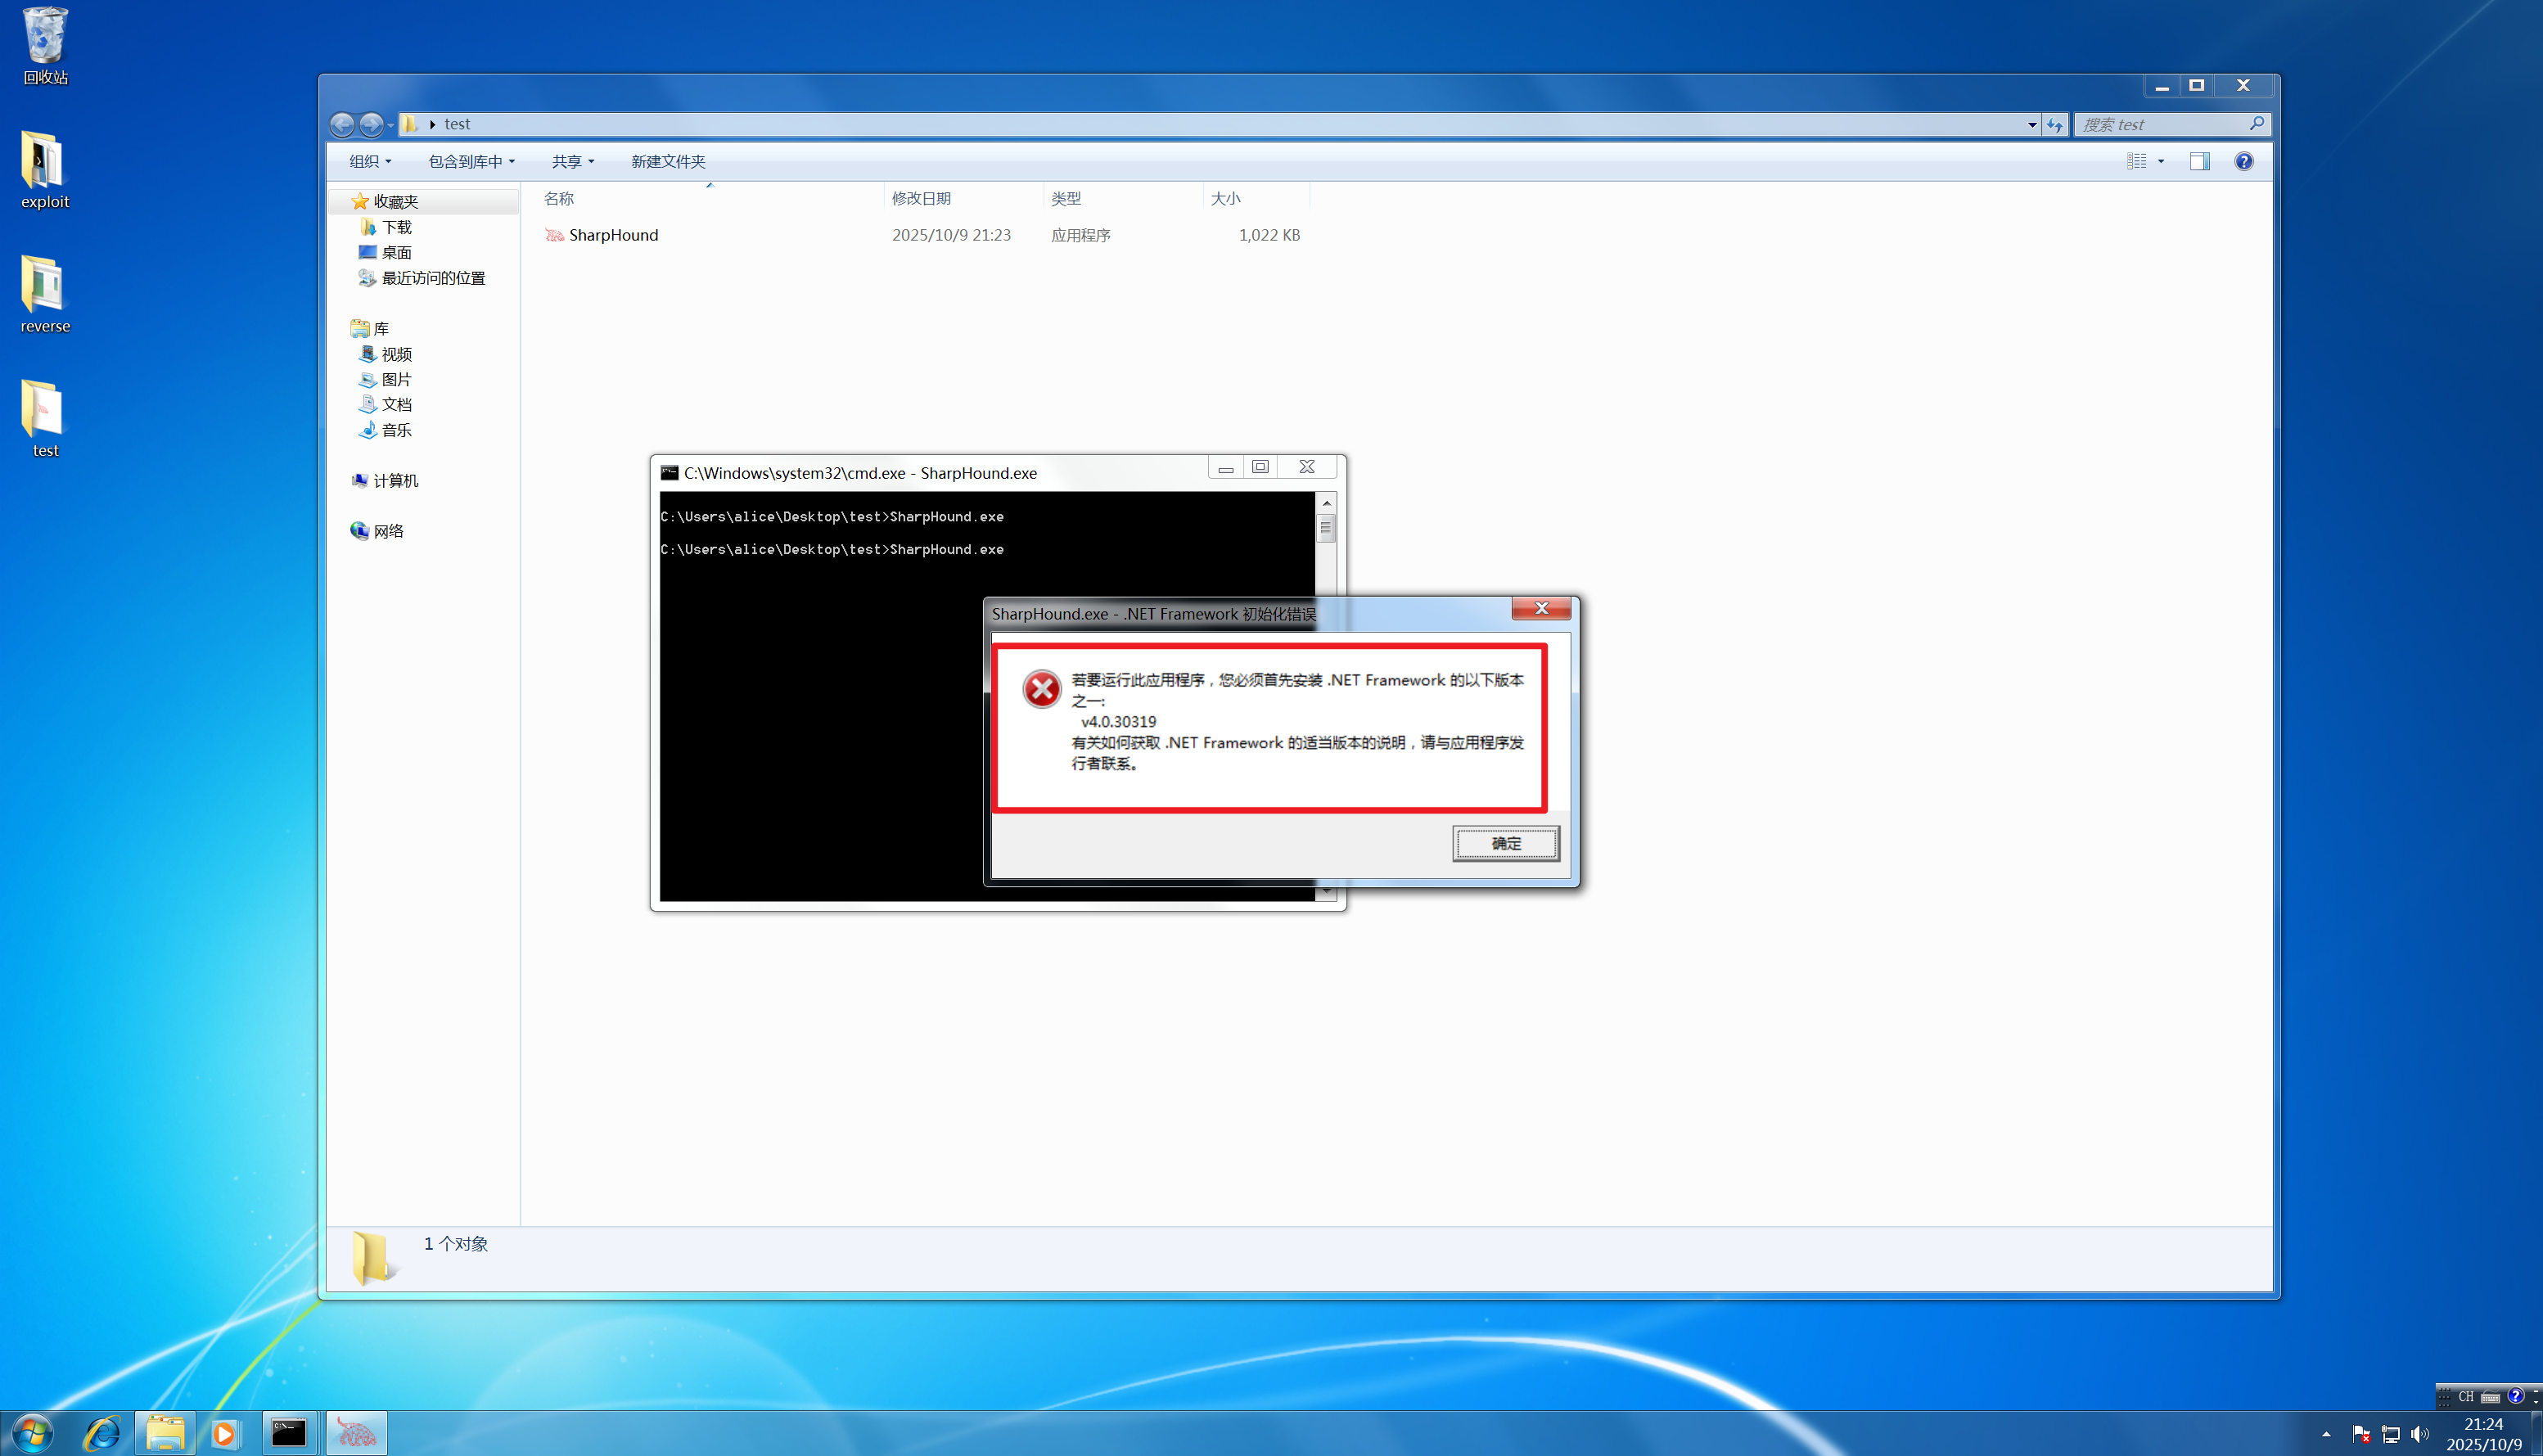 回收站
exploit
reverse
test
test
搜索 test
组织
包含到库中
共享
新建文件夹
收藏夹
下载
桌面
最近访问的位置
库
视频
图片
文档
音乐
计算机
网络
名称
修改日期
类型
大小
SharpHound
2025/10/9 21:23
应用程序
1,022 KB
C:\Windows\system32\cmd.exe - SharpHound.exe
C:\Users\alice\Desktop\test>SharpHound.exe
C:\Users\alice\Desktop\test>SharpHound.exe
SharpHound.exe - .NET Framework 初始化错误
若要运行此应用程序，您必须首先安装 .NET Framework 的以下版本
之一:
v4.0.30319
有关如何获取 .NET Framework 的适当版本的说明，请与应用程序发
行者联系。
确定
1 个对象
CH
21:24
2025/10/9